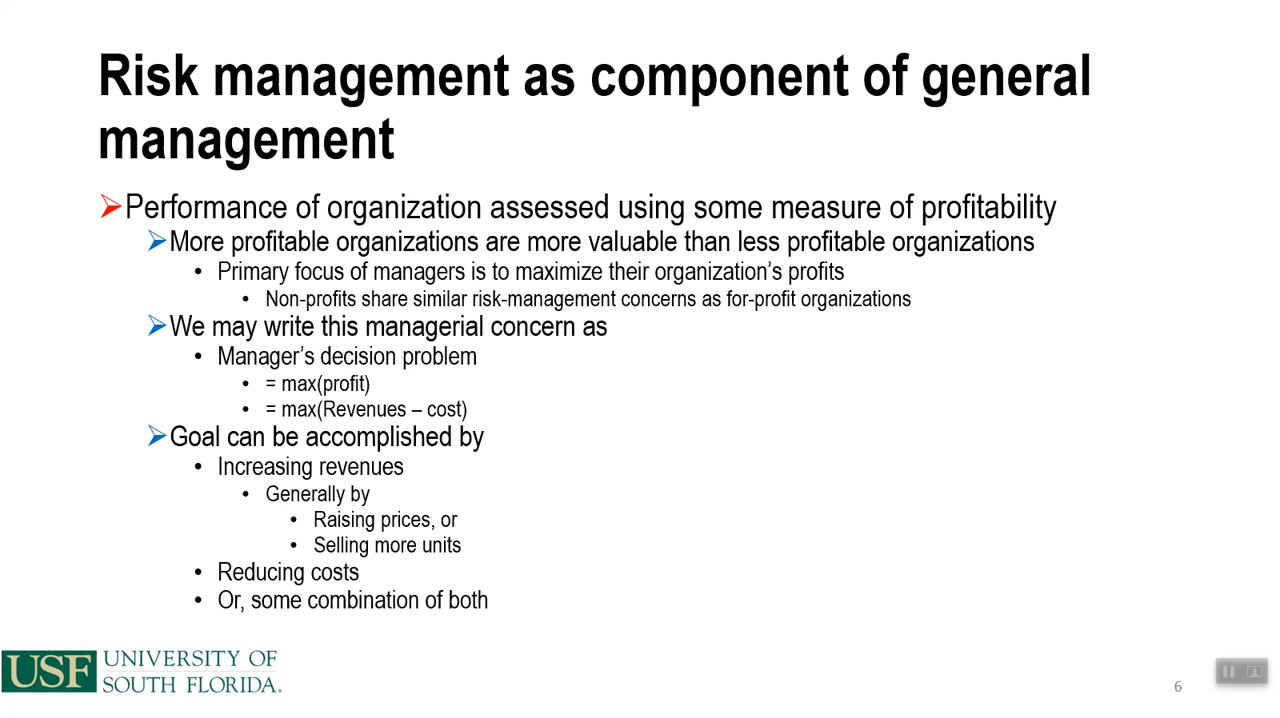 Risk management as component of general
management
Performance of organization assessed using some measure of profitability
More profitable organizations are more valuable than less profitable organizations
• Primary focus of managers is to maximize their organization’s profits
• Non-profits share similar risk-management concerns as for-profit organizations
We may write this managerial concern as
• Manager’s decision problem
• = max(profit)
• = max(Revenues – cost)
Goal can be accomplished by
• Increasing revenues
• Generally by
• Raising prices, or
• Selling more units
• Reducing costs
• Or, some combination of both
USF UNIVERSITY OF
SOUTH FLORIDA.
6